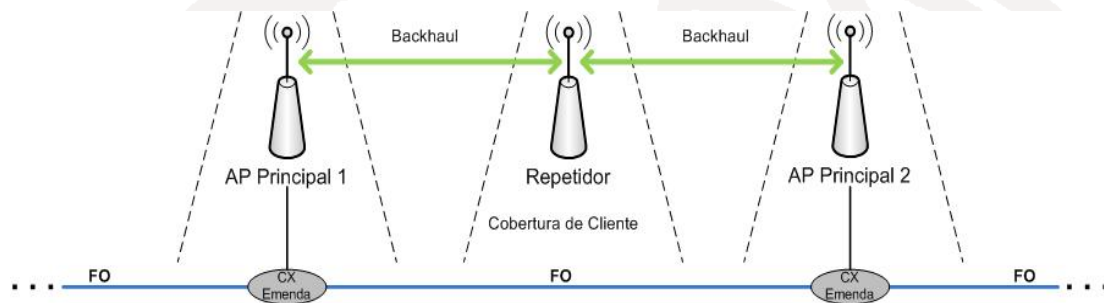 Backhaul
Backhaul
AP Principal 1
Repetidor
AP Principal 2
Cobertura de Cliente
FO
CX
Emenda
FO
CX
Emenda
FO